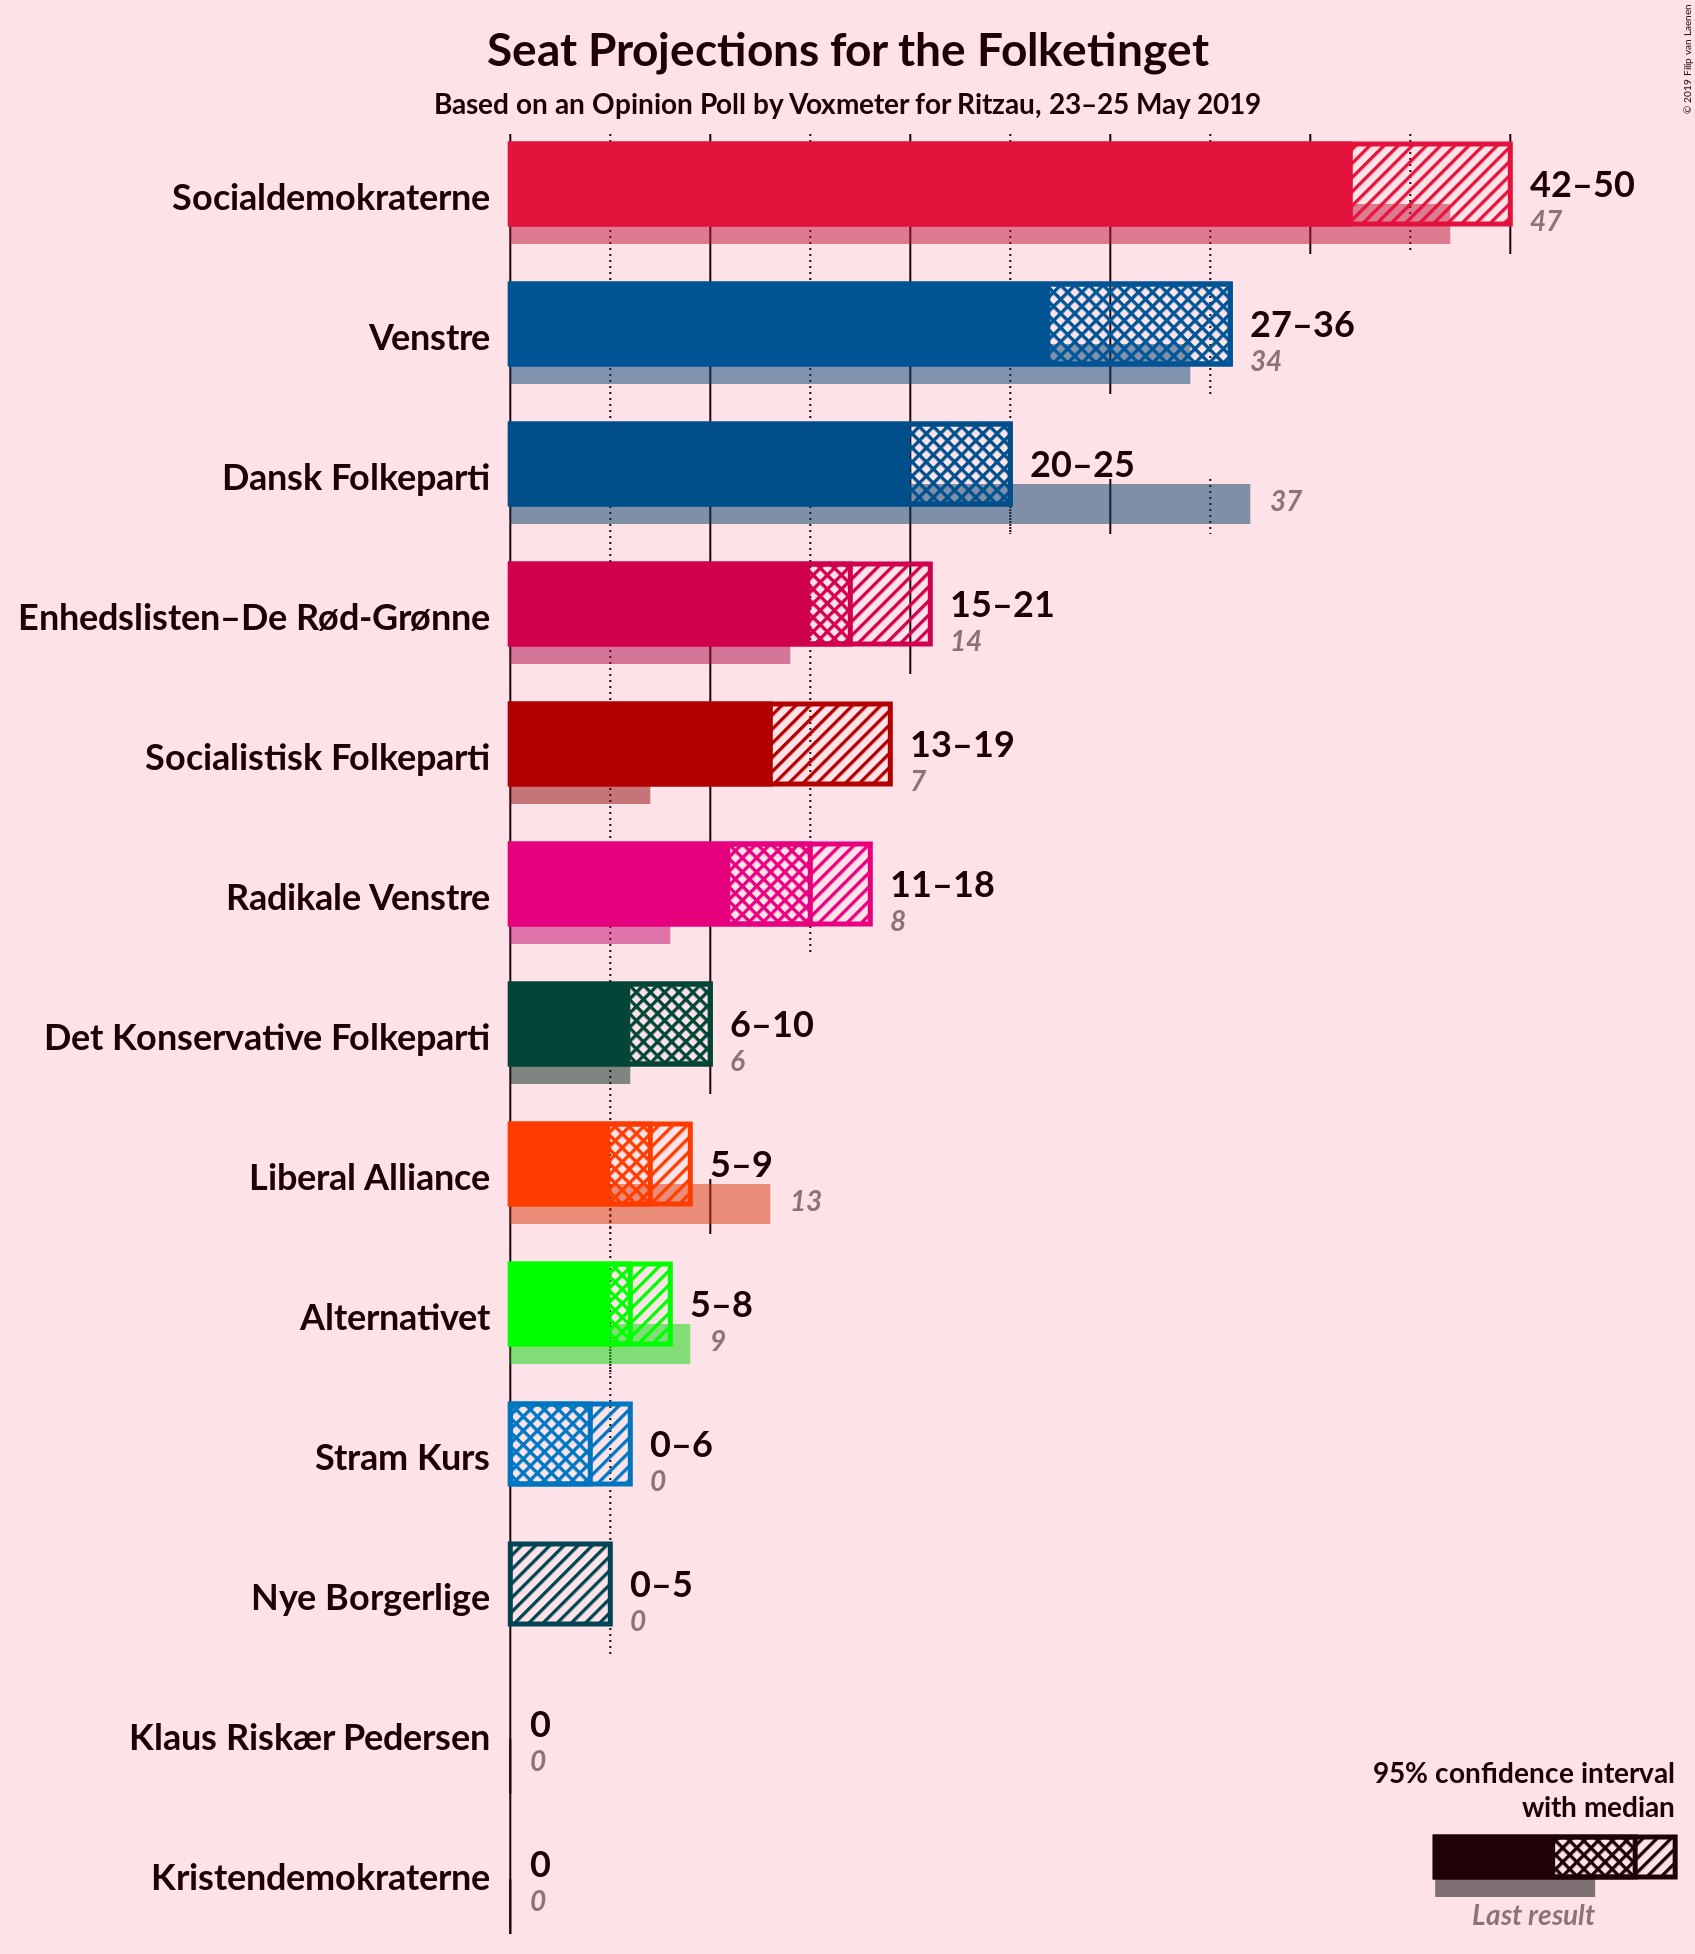 Seat Projections for the Folketinget
Based on an Opinion Poll by Voxmeter for Ritzau, 23–25 May 2019
© 2019 Filip van Laenen
Socialdemokraterne
42–50
47
Venstre
27–36
34
Dansk Folkeparti
20–25
37
Enhedslisten–De Rød-Grønne
15–21
14
Socialistisk Folkeparti
13–19
7
Radikale Venstre
11–18
8
Det Konservative Folkeparti
6–10
6
Liberal Alliance
5–9
13
Alternativet
5–8
9
Stram Kurs
0–6
0
Nye Borgerlige
0–5
0
Klaus Riskær Pedersen
0
0
Kristendemokraterne
0
0
95% confidence interval
with median
Last result